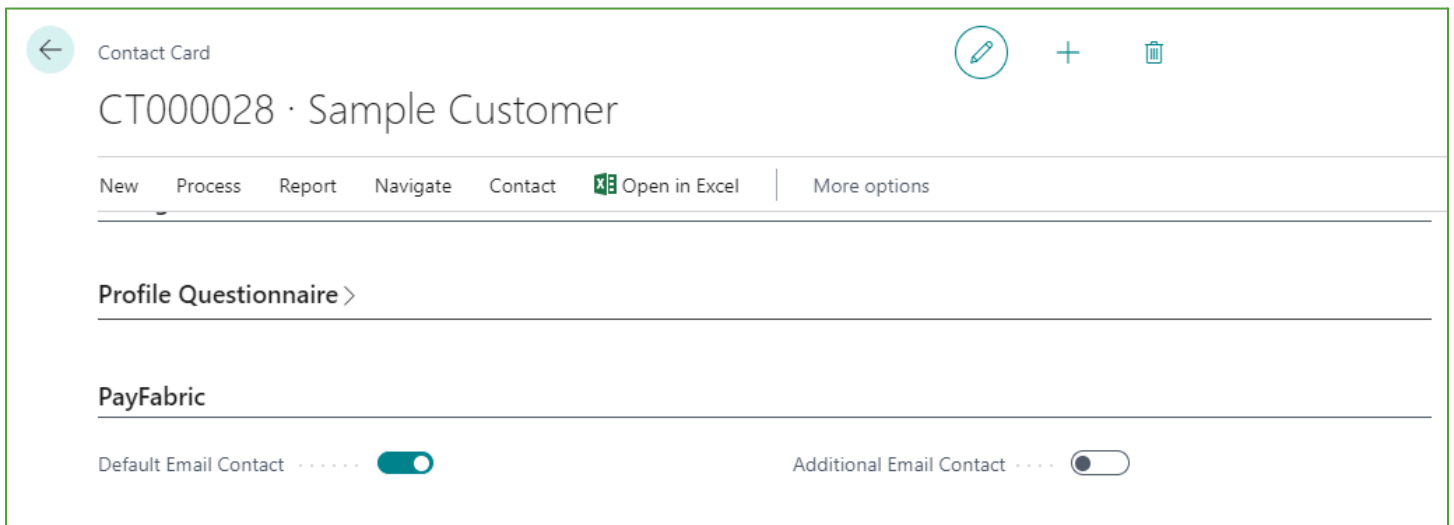 Contact Card
CT000028 · Sample Customer
New Process Report Navigate Contact Open in Excel More options
Profile Questionnaire
PayFabric
Default Email Contact Additional Email Contact